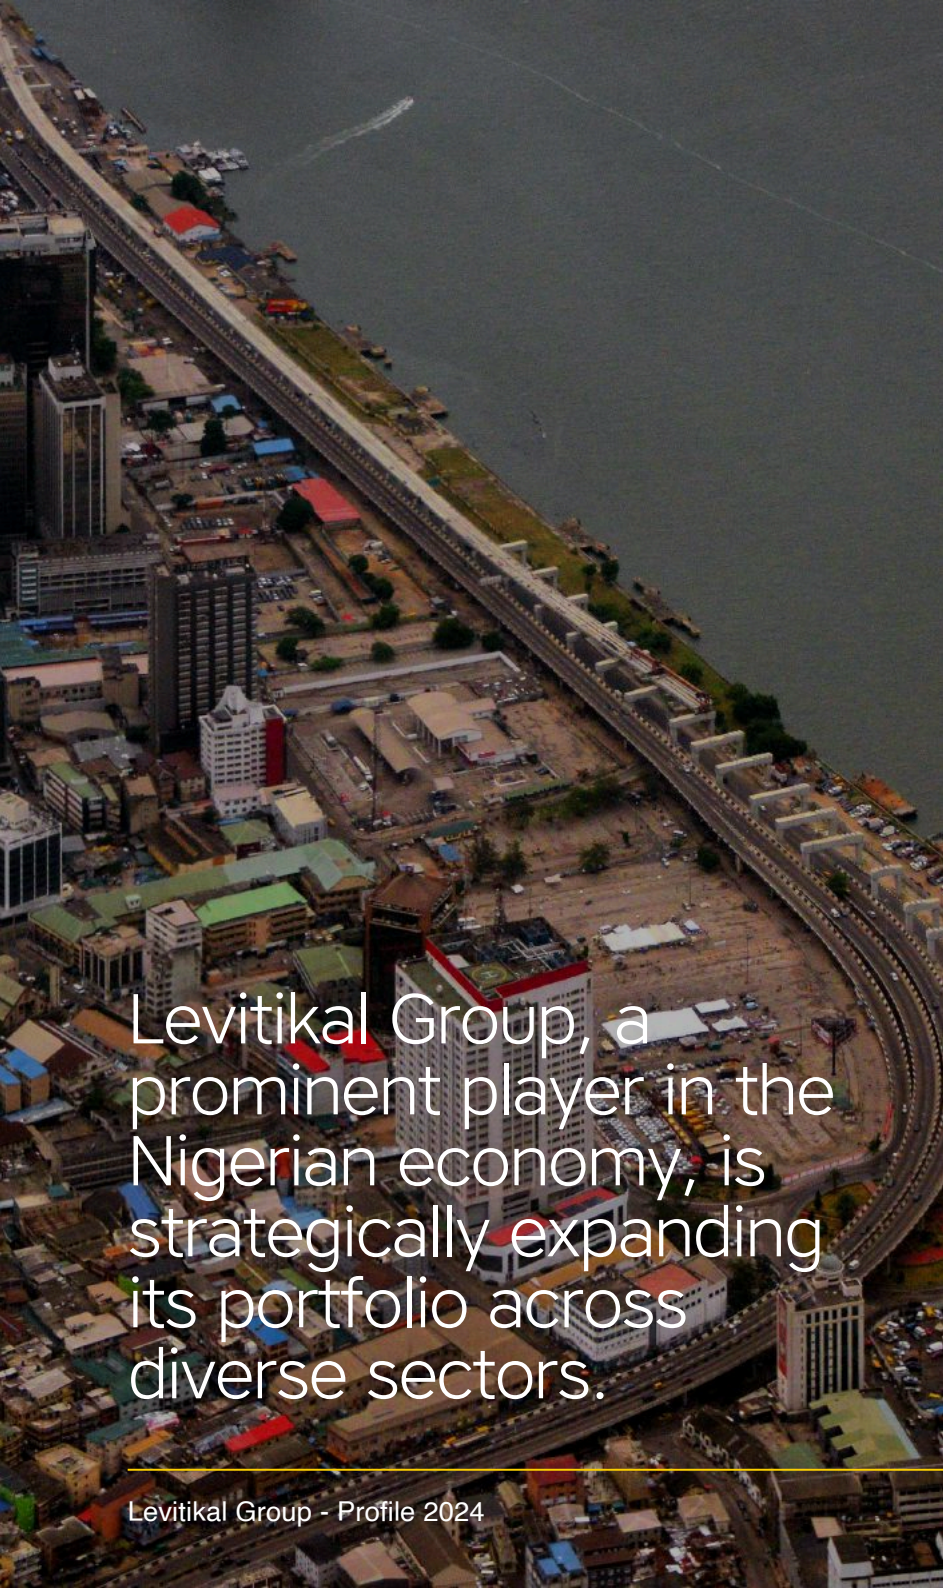 Levitikal Group, a
prominent player in the
Nigerian economy, is
strategically expanding
its portfolio across
diverse sectors.
Levitikal Group - Profile 2024